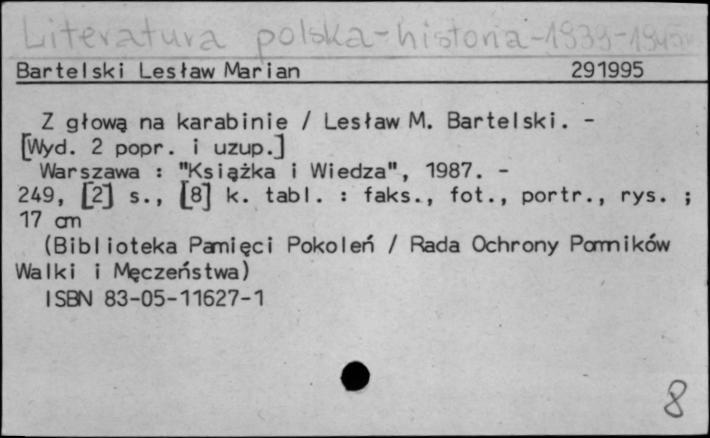 Literatura polska-historia-1939-1945r
Bartelski Lesław Marian 291995
Z głową na karabinie / Lesław M. Bartelski. -
[Wyd. 2 popr. i uzup.]
Warszawa : "Książka i Wiedza", 1987. -
249, [2] s., [8] k. tabl. : faks., fot., portr., rys. ;
17 cm
(Biblioteka Pamięci Pokoleń / Rada Ochrony Pomników
Walki i Męczeństwa)
ISBN 83-05-11627-1
8